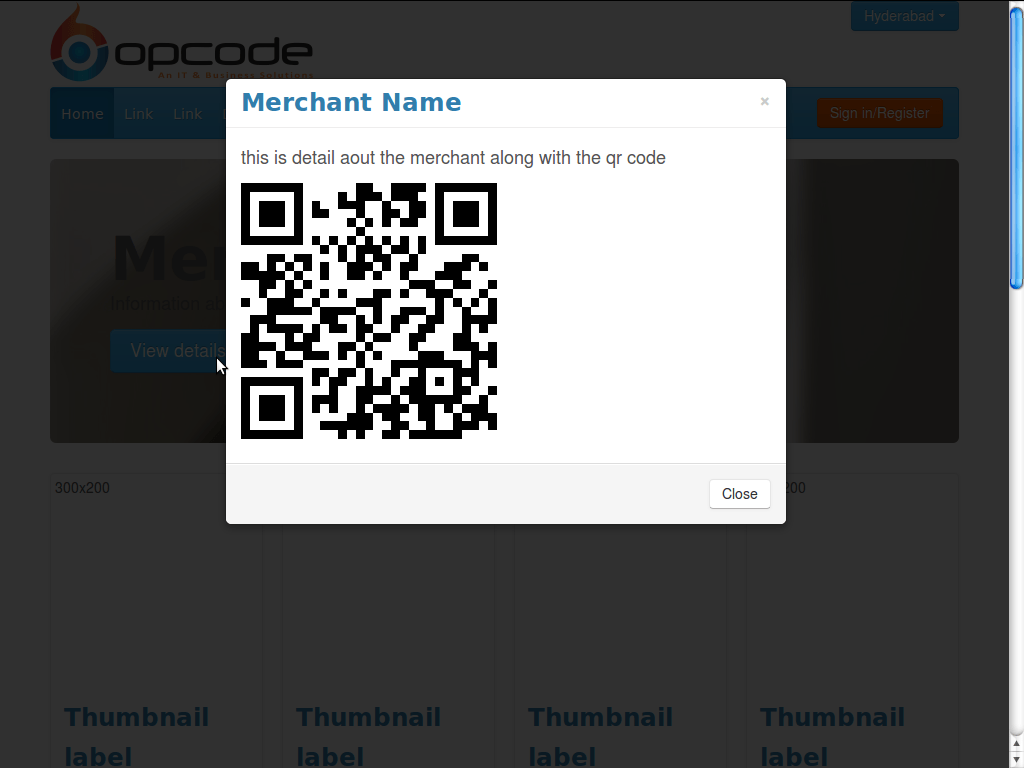 Hyderabad
opcode
An IT & Business Solutions
Home Link Link
Sign in/Register
Merchant Name ×
this is detail aout the merchant along with the qr code
Mer
Information ab
View details
Close
300x200 200
Thumbnail label
Thumbnail label
Thumbnail label
Thumbnail label